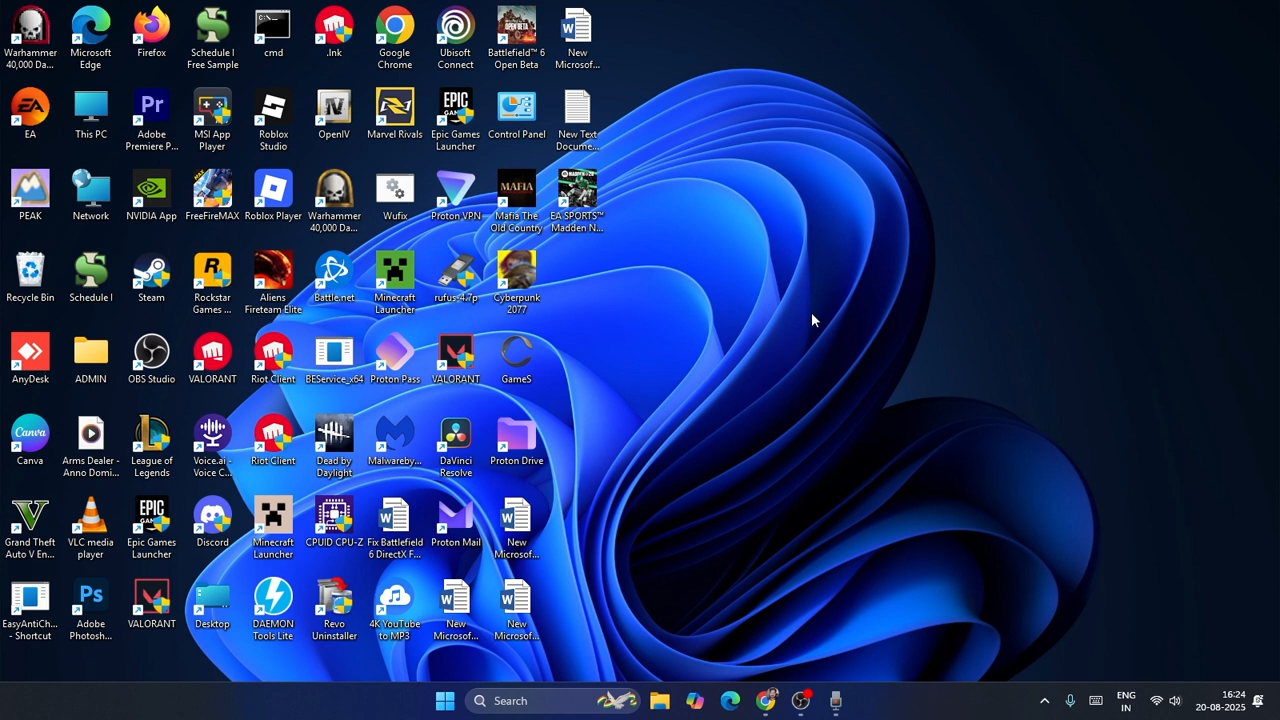 Warhammer
40,000 Da...
Microsoft
Edge
Firefox
Schedule I
Free Sample
cmd
.lnk
Google
Chrome
Ubisoft
Connect
Battlefield™ 6
Open Beta
New
Microsof...
EA
This PC
Adobe
Premiere P...
MSI App
Player
Roblox
Studio
OpenIV
Marvel Rivals
Epic Games
Launcher
Control Panel
New Text
Docume...
PEAK
Network
NVIDIA App
FreeFireMAX
Roblox Player
Warhammer
40,000 Da...
Wufix
Proton VPN
Mafia The
Old Country
EA SPORTS™
Madden N...
Recycle Bin
Schedule I
Steam
Rockstar
Games ...
Aliens
Fireteam Elite
Battle.net
Minecraft
Launcher
rufus-4.7p
Cyberpunk
2077
AnyDesk
ADMIN
OBS Studio
VALORANT
Riot Client
BEService_x64
Proton Pass
VALORANT
GameS
Canva
Arms Dealer -
Anno Domi...
League of
Legends
Voice.ai -
Voice C...
Riot Client
Dead by
Daylight
Malwareby...
DaVinci
Resolve
Proton Drive
Grand Theft
Auto V En...
VLC media
player
Epic Games
Launcher
Discord
Minecraft
Launcher
CPUID CPU-Z
Fix Battlefield
6 DirectX F...
Proton Mail
New
Microsof...
EasyAntiCh...
- Shortcut
Adobe
Photosh...
VALORANT
Desktop
DAEMON
Tools Lite
Revo
Uninstaller
4K YouTube
to MP3
New
Microsof...
New
Microsof...
Search
ENG
IN
5:24
20-08-2025